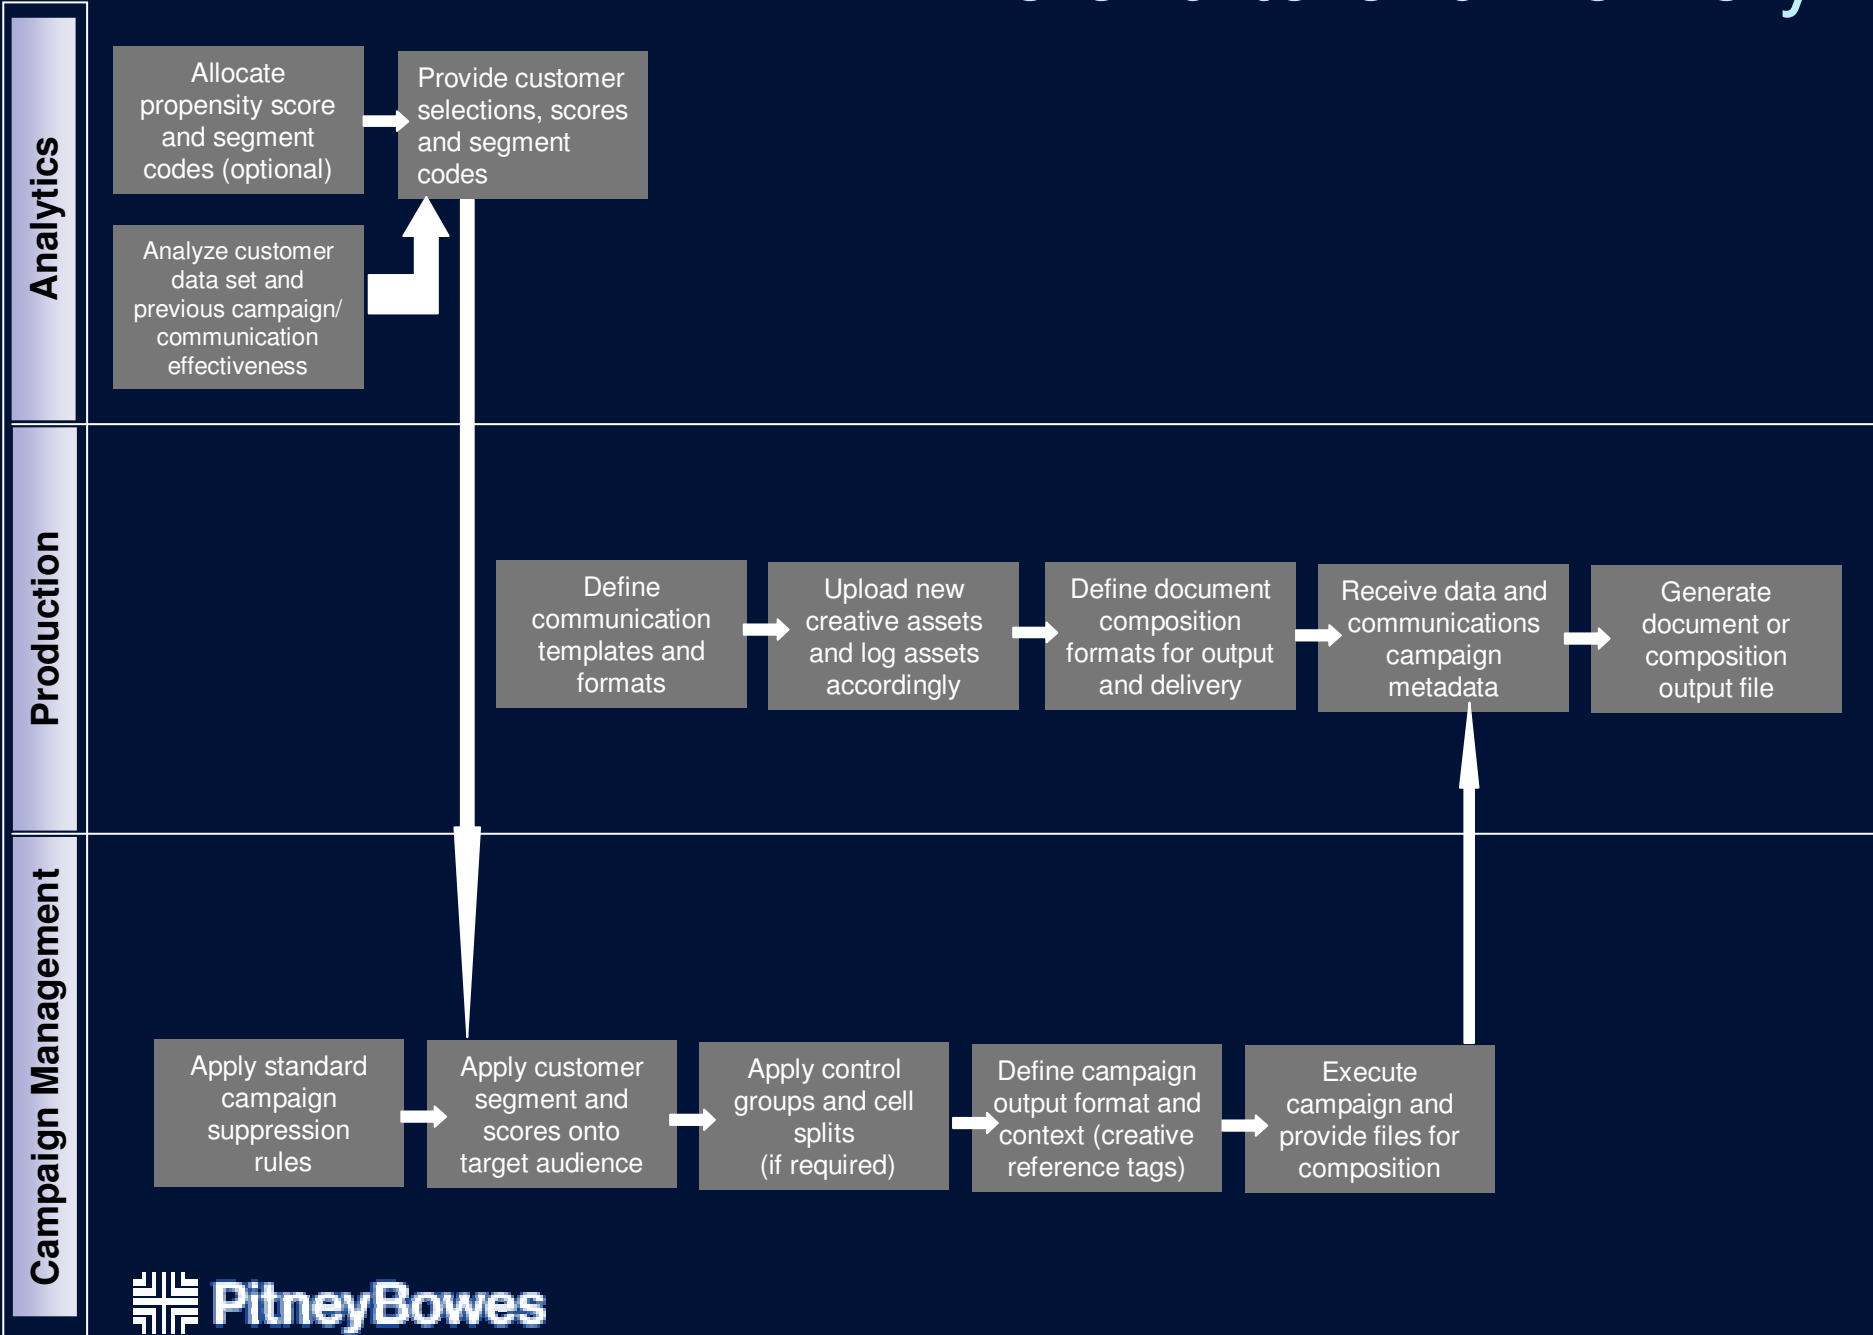 Analytics
Allocate
propensity score
and segment
codes (optional)
Provide customer
selections, scores
and segment
codes
Analyze customer
data set and
previous campaign/
communication
effectiveness
Production
Define
communication
templates and
formats
Upload new
creative assets
and log assets
accordingly
Define document
composition
formats for output
and delivery
Receive data and
communications
campaign
metadata
Generate
document or
composition
output file
Campaign Management
Apply standard
campaign
suppression
rules
Apply customer
segment and
scores onto
target audience
Apply control
groups and cell
splits
(if required)
Define campaign
output format and
context (creative
reference tags)
Execute
campaign and
provide files for
composition
PitneyBowes